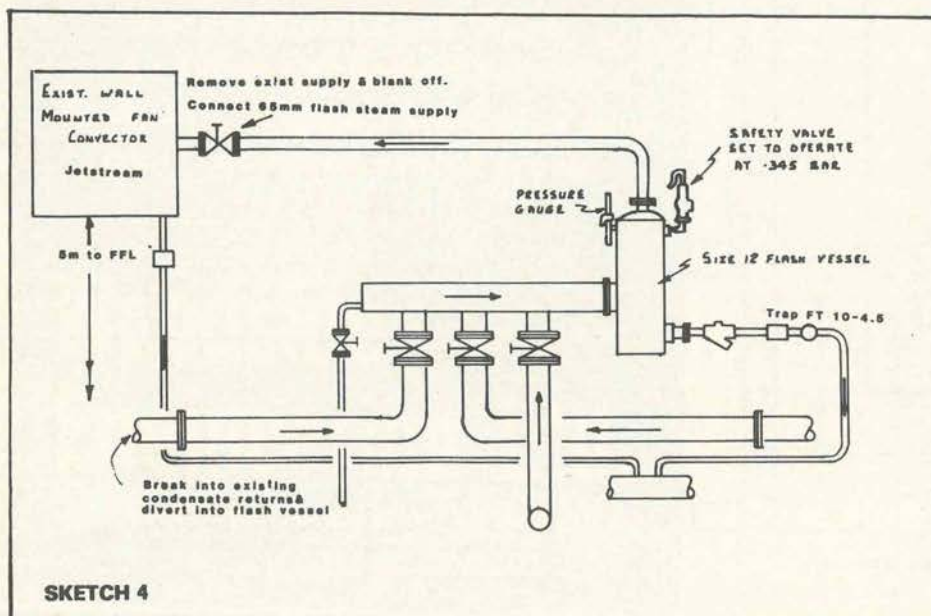 EXIST. WALL
MOUNTED FAN
CONVECTOR
Jetstream
Remove exist supply & blank off.
Connect 65mm flash steam supply
SAFETY VALVE
SET TO OPERATE
AT .345 BAR
PRESSURE
GAUGE
SIZE 12 FLASH VESSEL
5m to FFL
Trap FT 10-4.5
Break into existing
condensate returns &
divert into flash vessel
SKETCH 4